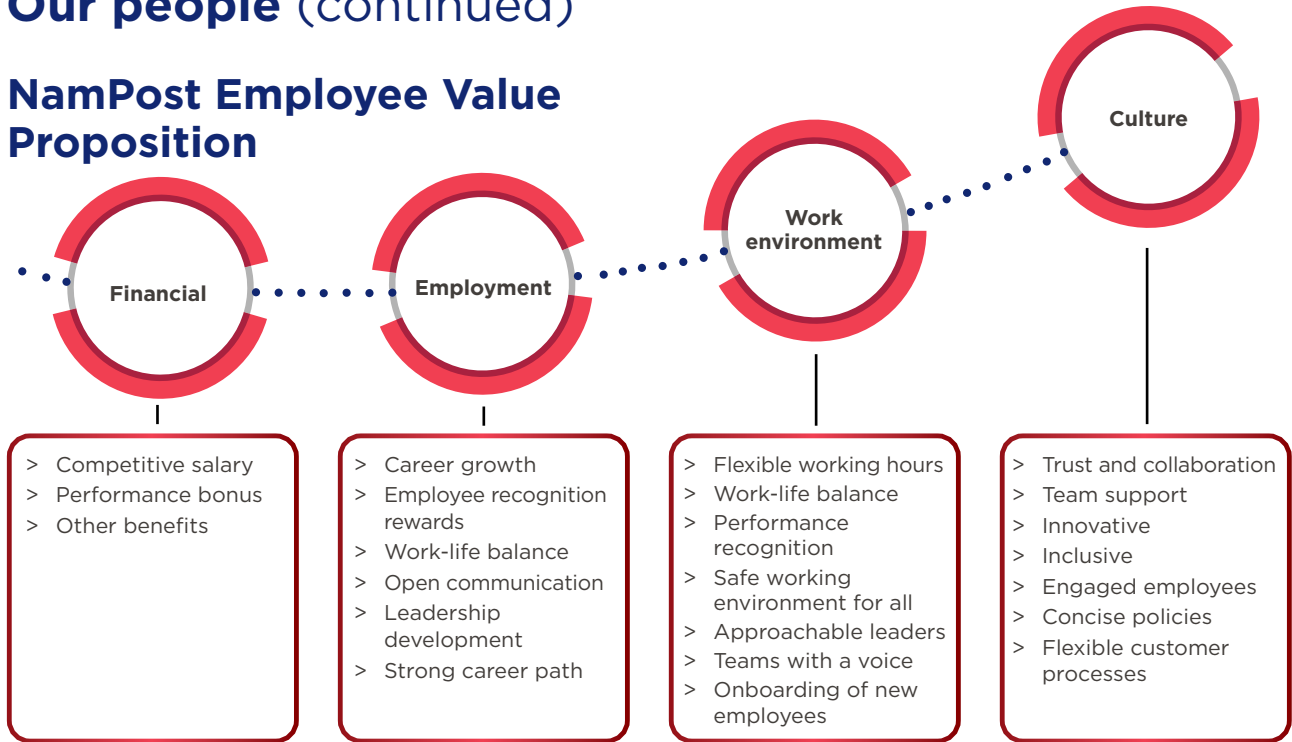 Our people (continued)
NamPost Employee Value
Proposition
Financial
Employment
Work
environment
Culture
> Competitive salary
> Performance bonus
> Other benefits
> Career growth
> Employee recognition
rewards
> Work-life balance
> Open communication
> Leadership
development
> Strong career path
> Flexible working hours
> Work-life balance
> Performance
recognition
> Safe working
environment for all
> Approachable leaders
> Teams with a voice
> Onboarding of new
employees
> Trust and collaboration
> Team support
> Innovative
> Inclusive
> Engaged employees
> Concise policies
> Flexible customer
processes